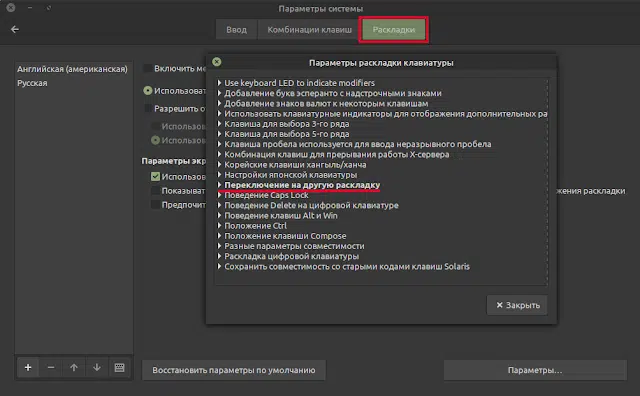 Параметры системы
Ввод
Комбинации клавиш
Раскладки
Английская (американская)
Русская
Включить ме
Использоват
Разрешить о
Использов
Использов
Параметры экр
Использов
Показыват
Предпочит
жения раскладки
Параметры раскладки клавиатуры
Use keyboard LED to indicate modifiers
Добавление букв эсперанто с надстрочными знаками
Добавление знаков валют к некоторым клавишам
Использовать клавиатурные индикаторы для отображения дополнительных ра
Клавиша для выбора 3-го ряда
Клавиша для выбора 5-го ряда
Клавиша пробела используется для ввода неразрывного пробела
Комбинация клавиш для прерывания работы X-сервера
Корейские клавиши хангыль/ханча
Настройки японской клавиатуры
Переключение на другую раскладку
Поведение Caps Lock
Поведение Delete на цифровой клавиатуре
Поведение клавиш Alt и Win
Положение Ctrl
Положение клавиши Compose
Разные параметры совместимости
Раскладка цифровой клавиатуры
Сохранить совместимость со старыми кодами клавиш Solaris
Закрыть
Восстановить параметры по умолчанию
Параметры...